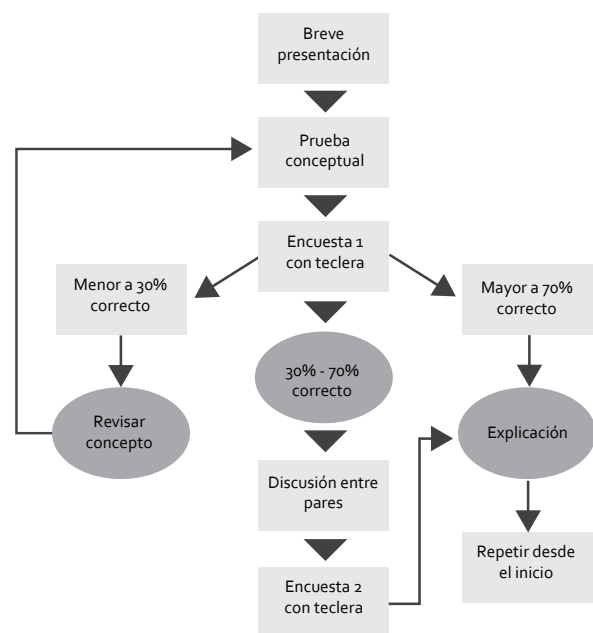 Breve
presentación
Prueba
conceptual
Encuesta 1
con teclera
Menor a 30%
correcto
Mayor a 70%
correcto
30% - 70%
correcto
Revisar
concepto
Explicación
Discusión entre
pares
Repetir desde
el inicio
Encuesta 2
con teclera